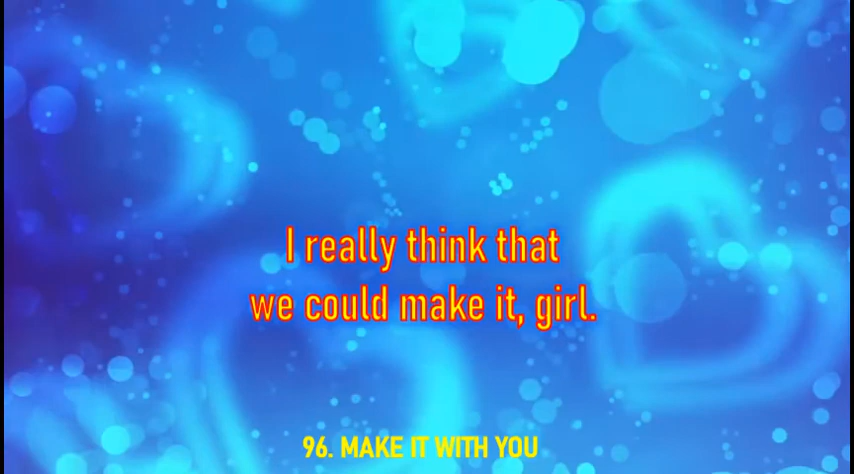 I really think that
we could make it, girl.
96. MAKE IT WITH YOU